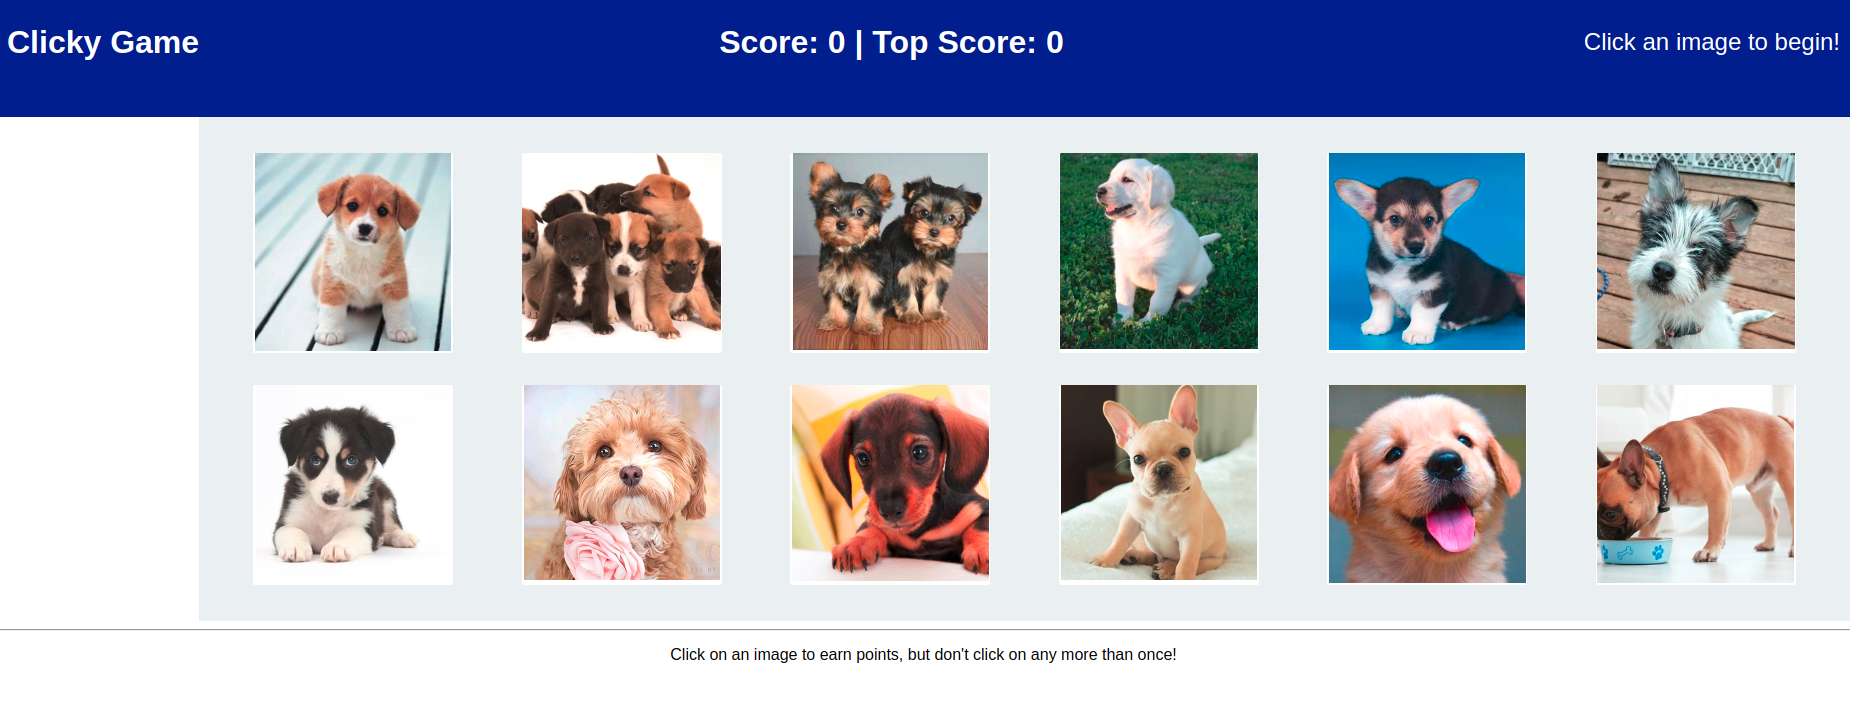 Clicky Game
Score: 0 | Top Score: 0
Click an image to begin!
Click on an image to earn points, but don't click on any more than once!